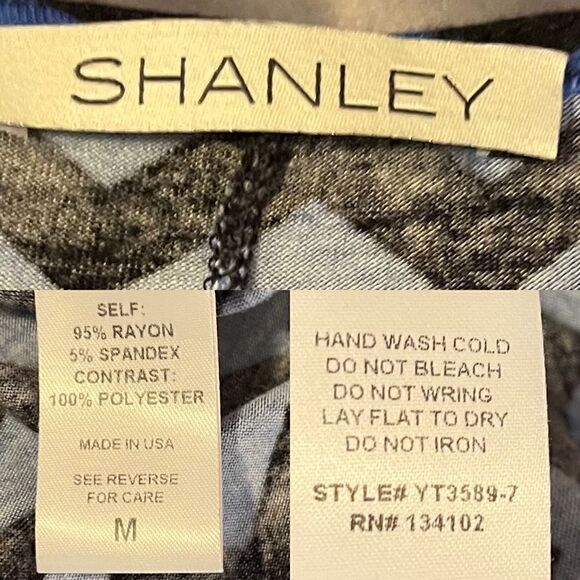 SHANLEY
SELF:
95% RAYON
5% SPANDEX
CONTRAST:
100% POLYESTER
MADE IN USA
SEE REVERSE
FOR CARE
M
HAND WASH COLD
DO NOT BLEACH
DO NOT WRING
LAY FLAT TO DRY
DO NOT IRON
STYLE# YT3589-7
RN# 134102